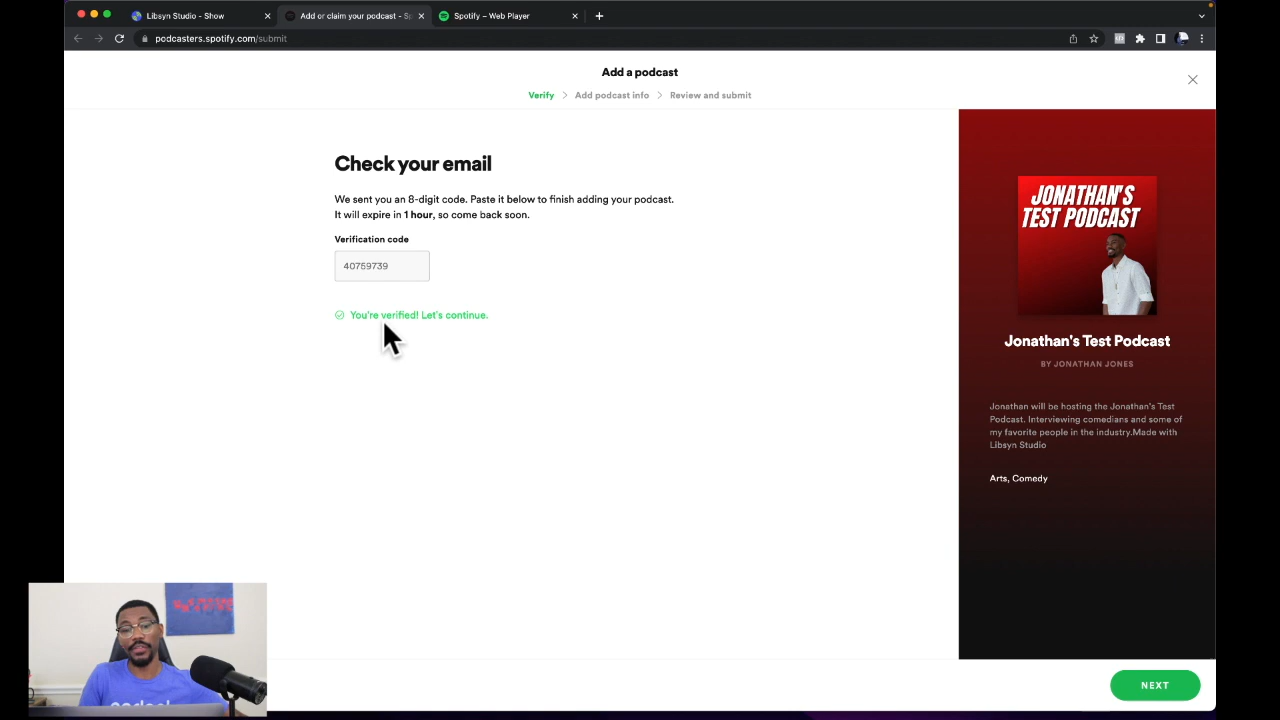 Libsyn Studio - Show
Add or claim your podcast - Sp
Spotify – Web Player
podcasters.spotify.com/submit
Add a podcast
Verify > Add podcast info > Review and submit
Check your email
We sent you an 8-digit code. Paste it below to finish adding your podcast.
It will expire in 1 hour, so come back soon.
Verification code
40759739
You're verified! Let's continue.
JONATHAN'S
TEST PODCAST
Jonathan's Test Podcast
BY JONATHAN JONES
Jonathan will be hosting the Jonathan's Test
Podcast. Interviewing comedians and some of
my favorite people in the industry.Made with
Libsyn Studio
Arts, Comedy
NEXT